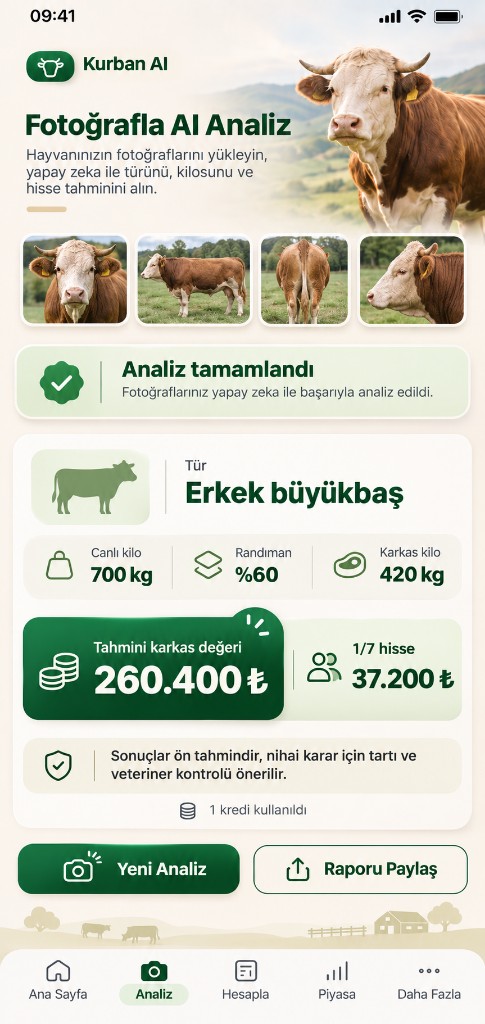 09:41
Kurban AI
Fotoğrafla AI Analiz
Hayvanınızın fotoğraflarını yükleyin,
yapay zeka ile türünü, kilosunu ve
hisse tahminini alın.
Analiz tamamlandı
Fotoğraflarınız yapay zeka ile başarıyla analiz edildi.
Tür
Erkek büyükbaş
Canlı kilo
700 kg
Randıman
%60
Karkas kilo
420 kg
Tahmini karkas değeri
260.400 ₺
1/7 hisse
37.200 ₺
Sonuçlar ön tahmindir, nihai karar için tartı ve
veteriner kontrolü önerilir.
1 kredi kullanıldı
Yeni Analiz
Raporu Paylaş
Ana Sayfa
Analiz
Hesapla
Piyasa
Daha Fazla